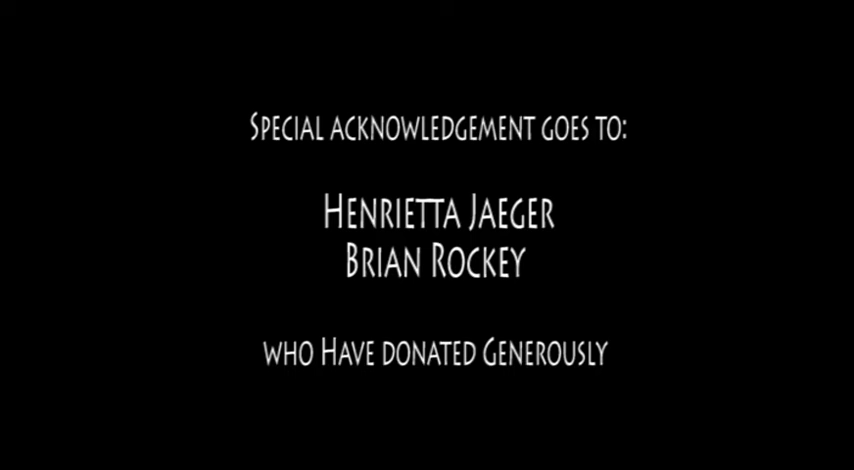 Special acknowledgement goes to:
Henrietta Jaeger
Brian Rockey
who Have donated Generously